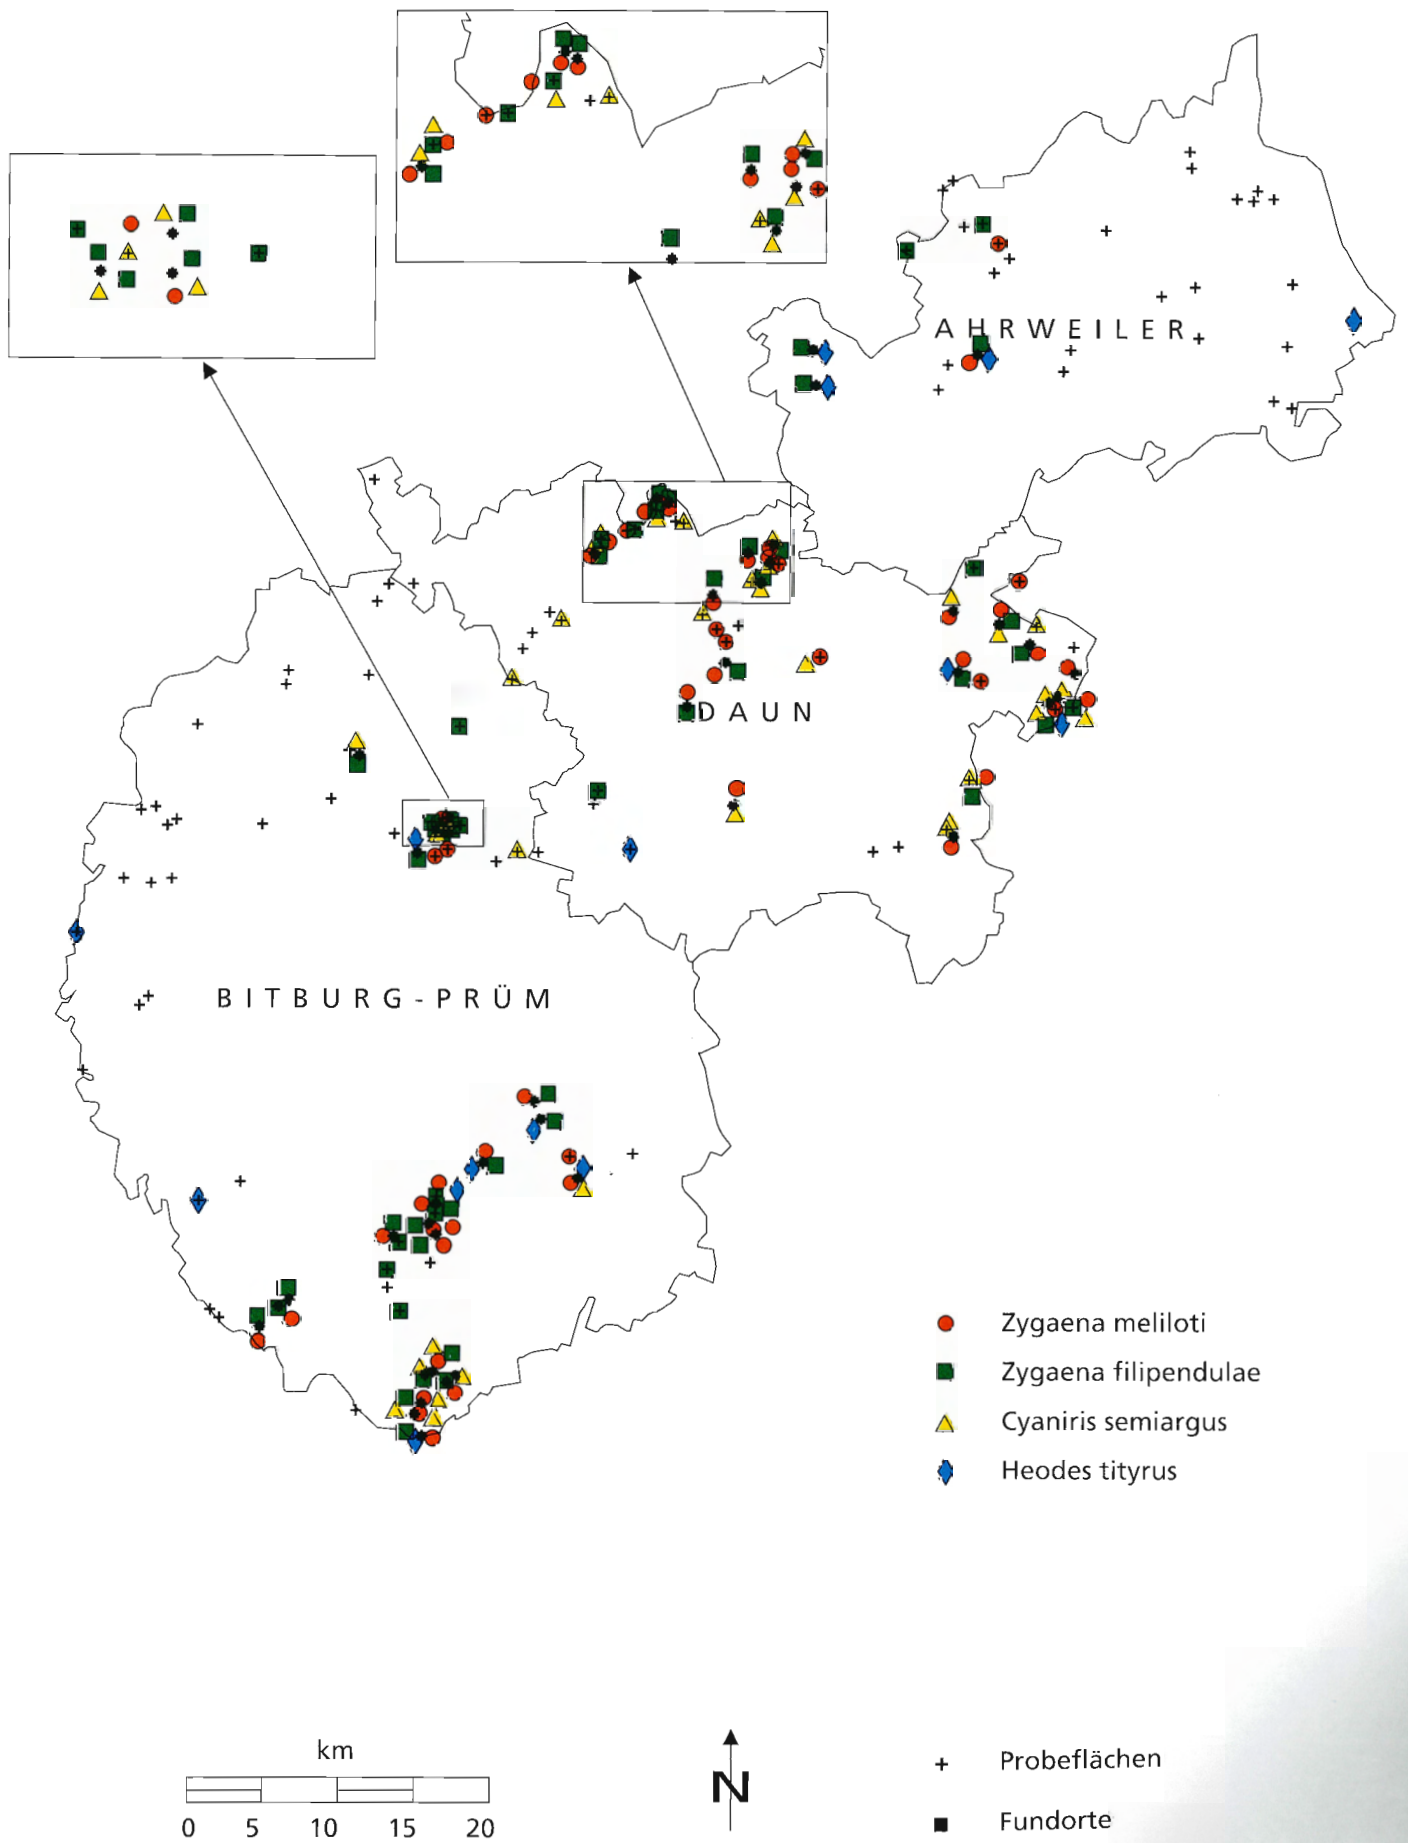 AHRWEILER
DAUN
BITBURG-PRÜM
Zygaena meliloti
Zygaena filipendulae
Cyaniris semiargus
Heodes tityrus
km
0 5 10 15 20
N
Probeflächen
Fundorte